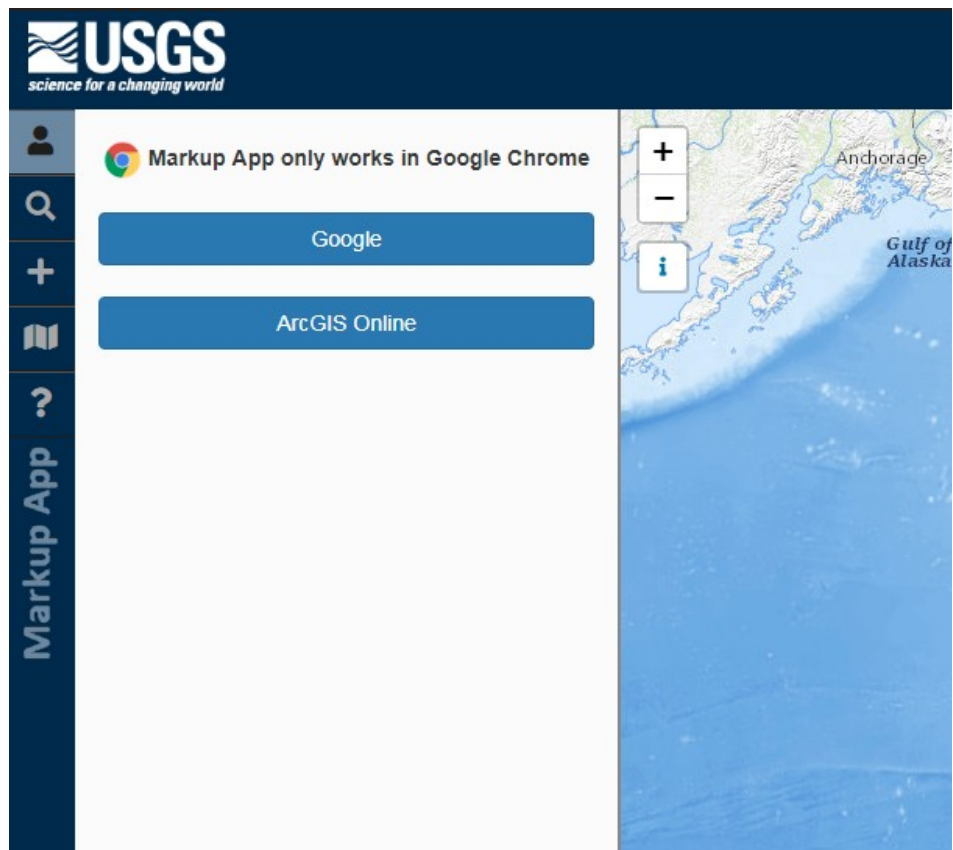 USGS
science for a changing world
Markup App only works in Google Chrome
Google
ArcGIS Online
Markup App
+
−
i
?
Anchorage
Gulf of
Alaska